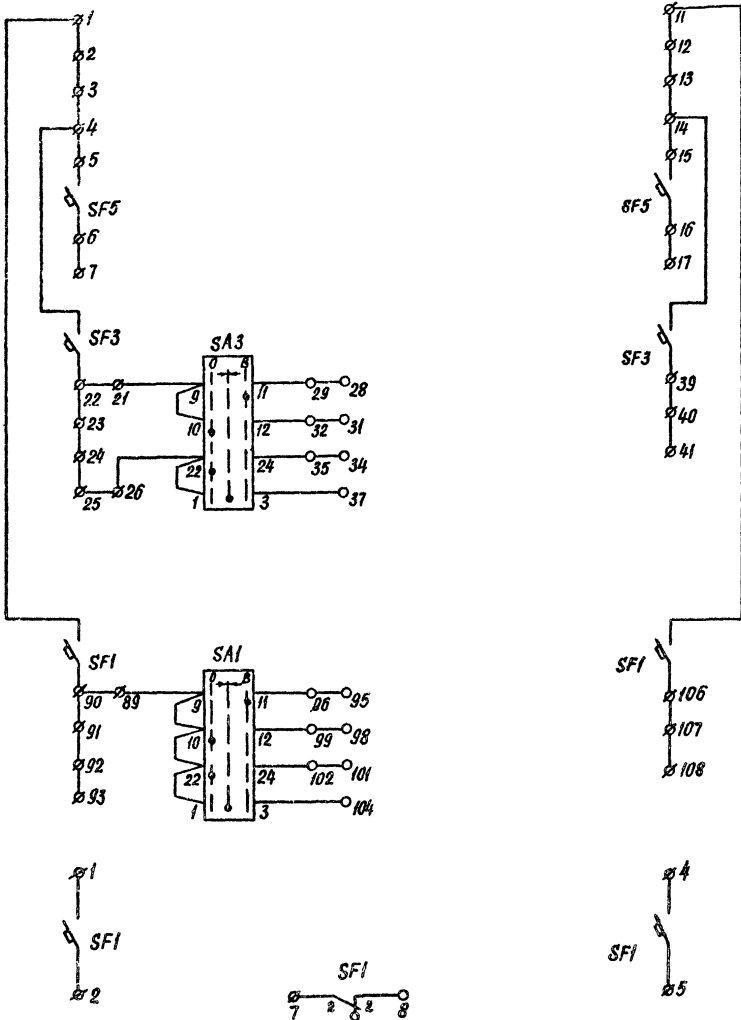 1
2
3
4
5
SF5
6
7
SF3
22 21
23
24
25 26
SA3
О В
9 11 29 28
10 12 32 31
22 24 35 34
1 3 37
11
12
13
14
15
SF5
16
17
SF3
39
40
41
SF1
90 89
91
92
93
SA1
О В
9 11 96 95
10 12 99 98
22 24 102 101
1 3 104
SF1
106
107
108
1
SF1
2
SF1
7 2 2 8
4
SF1
5